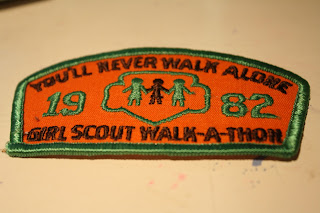 YOU'LL NEVER WALK ALONE
19 82
GIRL SCOUT WALK-A-THON